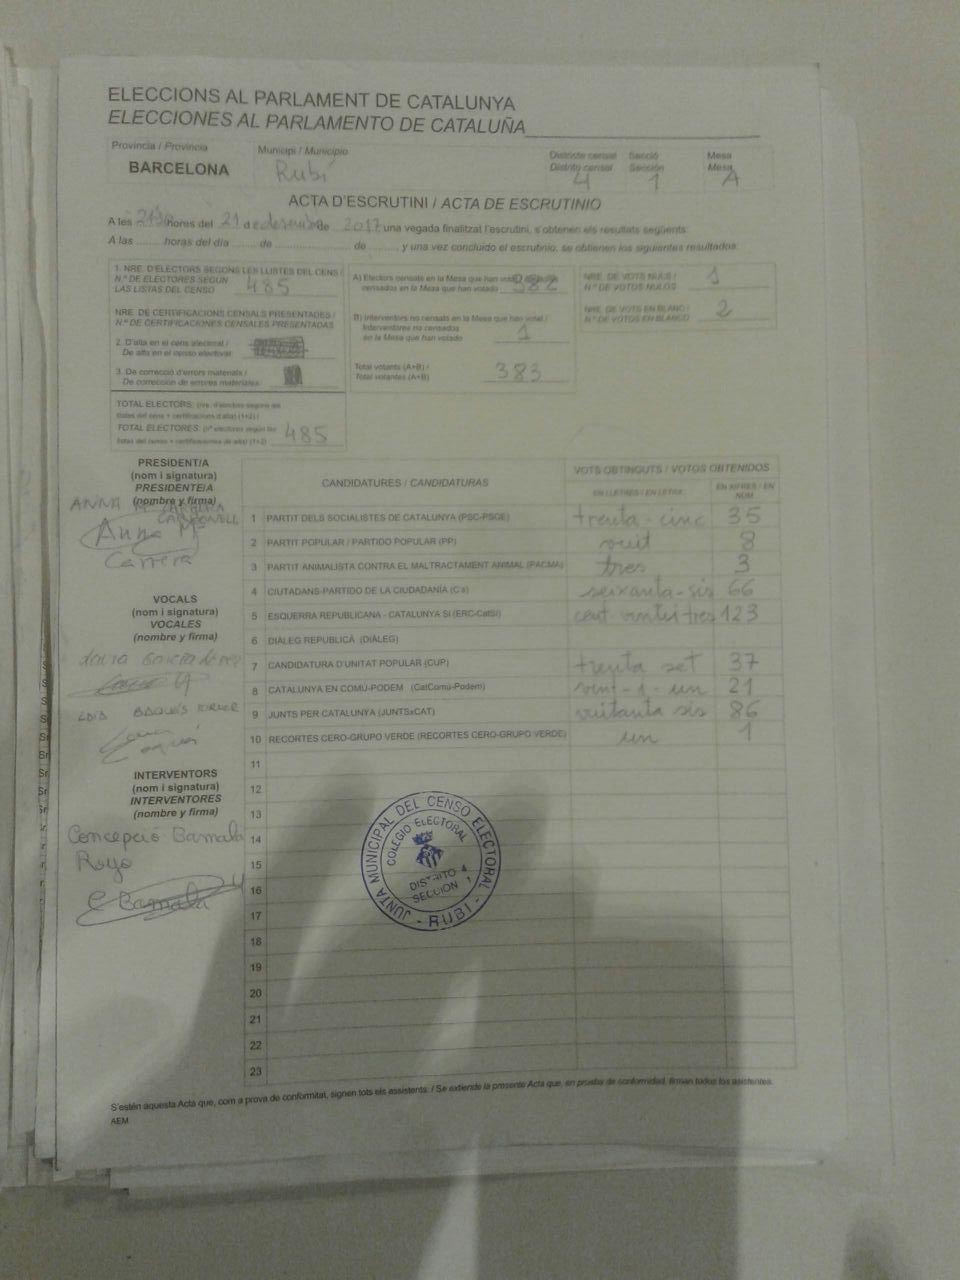 ELECCIONS AL PARLAMENT DE CATALUNYA
ELECCIONES AL PARLAMENTO DE CATALUÑA
Provincia / Provincia
BARCELONA
Municipi / Municipio
Rubí
Districte censal
Distrito censal
4
Secció
Sección
1
Mesa
Mesa
A
ACTA D'ESCRUTINI / ACTA DE ESCRUTINIO
A les hores del 21 de desembre de 2017 una vegada finalitzat l'escrutini, s'obtenen els resultats següents:
A las ........ horas del día ........ de .................... de ........, y una vez concluido el escrutinio, se obtienen los siguientes resultados:
1. NRE. D'ELECTORS SEGONS LES LLISTES DEL CENS /
N.º DE ELECTORES SEGÚN
LAS LISTAS DEL CENSO 485
NRE. DE CERTIFICACIONS CENSALS PRESENTADES /
N.º DE CERTIFICACIONES CENSALES PRESENTADAS
2. D'alta en el cens electoral /
De alta en el censo electoral
3. De correcció d'errors materials /
De corrección de errores materiales
TOTAL ELECTORS: (nre. d'electors segons les
llistes del cens + certificacions d'alta) (1+2) /
TOTAL ELECTORES: (nº electores según las
listas del censo + certificaciones de alta) (1+2) 485
A) Electors censats en la Mesa que han votat
censados en la Mesa que han votado 382
B) Interventors no censats en la Mesa que han votat /
Interventores no censados
en la Mesa que han votado 1
Total votants (A+B) /
Total votantes (A+B) 383
NRE. DE VOTS NULS /
N.º DE VOTOS NULOS 1
NRE. DE VOTS EN BLANC /
N.º DE VOTOS EN BLANCO 2
PRESIDENT/A
(nom i signatura)
PRESIDENTE/A
(nombre y firma)
ANNA M. CARRERA
CARBONELL
Anna Mª
Carrera
VOCALS
(nom i signatura)
VOCALES
(nombre y firma)
INTERVENTORS
(nom i signatura)
INTERVENTORES
(nombre y firma)
Concepció Bamala
Royo
C Bamala
CANDIDATURES / CANDIDATURAS
VOTS OBTINGUTS / VOTOS OBTENIDOS
EN LLETRES / EN LETRA
EN XIFRES / EN NÚM
1 PARTIT DELS SOCIALISTES DE CATALUNYA (PSC-PSOE) trenta-cinc 35
2 PARTIT POPULAR / PARTIDO POPULAR (PP) vuit 8
3 PARTIT ANIMALISTA CONTRA EL MALTRACTAMENT ANIMAL (PACMA) tres 3
4 CIUTADANS-PARTIDO DE LA CIUDADANÍA (C's) seixanta-sis 66
5 ESQUERRA REPUBLICANA - CATALUNYA SÍ (ERC-CatSí) cent vintitres 123
6 DIÀLEG REPUBLICÀ (DIÀLEG)
7 CANDIDATURA D'UNITAT POPULAR (CUP) trenta set 37
8 CATALUNYA EN COMÚ-PODEM (CatComú-Podem) vint-i-un 21
9 JUNTS PER CATALUNYA (JUNTSxCAT) vuitanta sis 86
10 RECORTES CERO-GRUPO VERDE (RECORTES CERO-GRUPO VERDE) un 1
11
12
13
14
15
16
17
18
19
20
21
22
23
JUNTA MUNICIPAL DEL CENSO ELECTORAL - RUBI -
COLEGIO ELECTORAL
DISTRITO 4
SECCION 1
S'estén aquesta Acta que, com a prova de conformitat, signen tots els assistents. / Se extiende la presente Acta que, en prueba de conformidad, firman todos los asistentes.
AEM